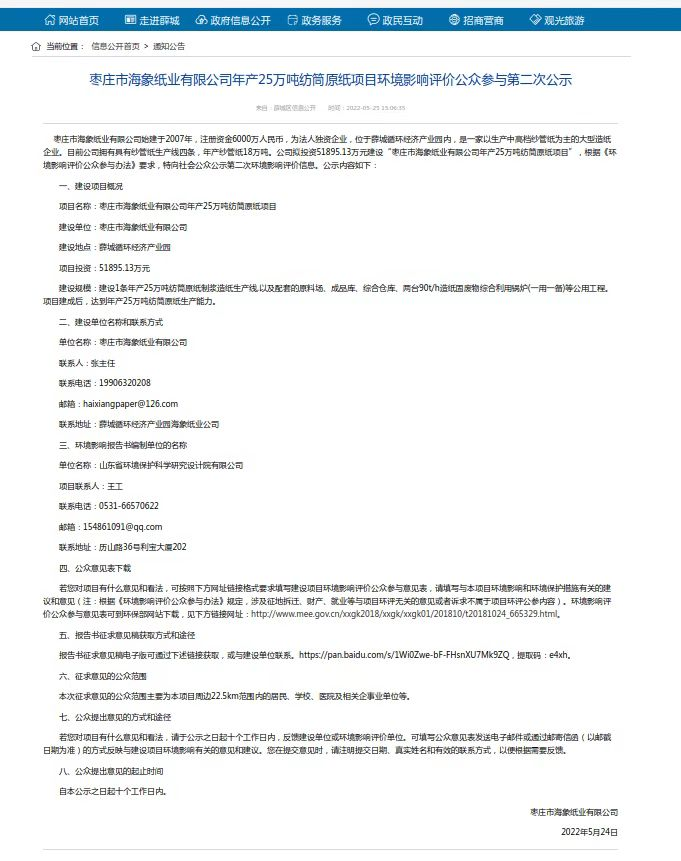 网站首页 走进薛城 政府信息公开 政务服务 政民互动 招商营商 观光旅游
当前位置： 信息公开首页 > 通知公告
枣庄市海象纸业有限公司年产25万吨纺筒原纸项目环境影响评价公众参与第二次公示
来自：薛城区信息公开 时间：2022-05-25 15:06:35
枣庄市海象纸业有限公司始建于2007年，注册资金6000万人民币，为法人独资企业，位于薛城循环经济产业园内，是一家以生产中高档纱管纸为主的大型造纸
企业。目前公司拥有具有纱管纸生产线四条，年产纱管纸18万吨。公司拟投资51895.13万元建设“枣庄市海象纸业有限公司年产25万吨纺筒原纸项目”，根据《环
境影响评价公众参与办法》要求，特向社会公众公示第二次环境影响评价信息。公示内容如下：
一、建设项目概况
项目名称：枣庄市海象纸业有限公司年产25万吨纺筒原纸项目
建设单位：枣庄市海象纸业有限公司
建设地点：薛城循环经济产业园
项目投资：51895.13万元
建设规模：建设1条年产25万吨纺筒原纸制浆造纸生产线,以及配套的原料场、成品库、综合仓库、两台90t/h造纸固废物综合利用锅炉(一用一备)等公用工程。
项目建成后，达到年产25万吨纺筒原纸生产能力。
二、建设单位名称和联系方式
单位名称：枣庄市海象纸业有限公司
联系人：张主任
联系电话：19906320208
邮箱：haixiangpaper@126.com
联系地址：薛城循环经济产业园海象纸业公司
三、环境影响报告书编制单位的名称
单位名称：山东省环境保护科学研究设计院有限公司
项目联系人：王工
联系电话：0531-66570622
邮箱：154861091@qq.com
联系地址：历山路36号利宝大厦202
四、公众意见表下载
若您对项目有什么意见和看法，可按照下方网址链接格式要求填写建设项目环境影响评价公众参与意见表，请填写与本项目环境影响和环境保护措施有关的建
议和意见（注：根据《环境影响评价公众参与办法》规定，涉及征地拆迁、财产、就业等与项目环评无关的意见或者诉求不属于项目环评公参内容）。环境影响评
价公众参与意见表可到环保部网站下载，见下方链接网址：http://www.mee.gov.cn/xxgk2018/xxgk/xxgk01/201810/t20181024_665329.html。
五、报告书征求意见稿获取方式和途径
报告书征求意见稿电子版可通过下述链接获取，或与建设单位联系。https://pan.baidu.com/s/1Wi0Zwe-bF-FHsnXU7Mk9ZQ，提取码：e4xh。
六、征求意见的公众范围
本次征求意见的公众范围主要为本项目周边22.5km范围内的居民、学校、医院及相关企事业单位等。
七、公众提出意见的方式和途径
若您对项目有什么意见和看法，请于公示之日起十个工作日内，反馈建设单位或环境影响评价单位。可填写公众意见表发送电子邮件或通过邮寄信函（以邮戳
日期为准）的方式反映与建设项目环境影响有关的意见和建议。您在提交意见时，请注明提交日期、真实姓名和有效的联系方式，以便根据需要反馈。
八、公众提出意见的起止时间
自本公示之日起十个工作日内。
枣庄市海象纸业有限公司
2022年5月24日